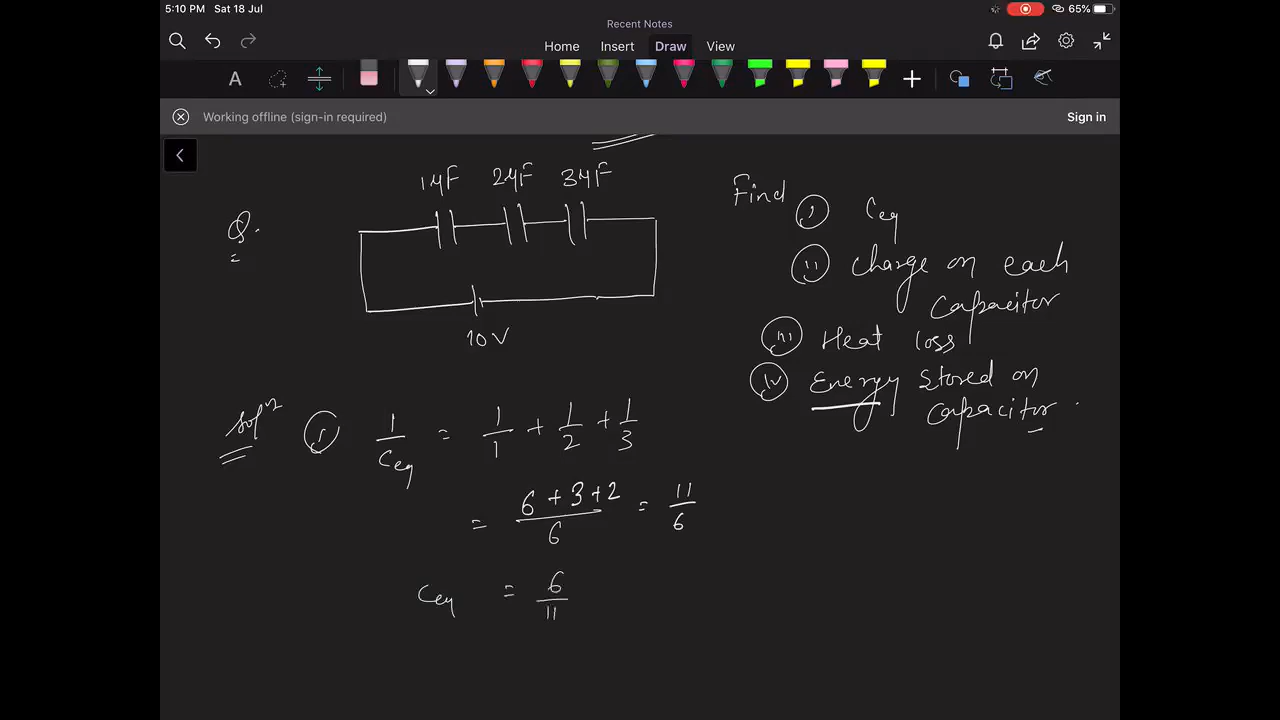 5:10 PM Sat 18 Jul
65%
Recent Notes
Home Insert Draw View
A
Working offline (sign-in required)
Sign in
1μF 2μF 3μF
Q.
10V
Find
(i) Ceq
(ii) Charge on each
Capacitor
(iii) Heat loss
(iv) Energy Stored on
Capacitor.
Solⁿ (i) 1/Ceq = 1/1 + 1/2 + 1/3
= (6+3+2)/6 = 11/6
Ceq = 6/11